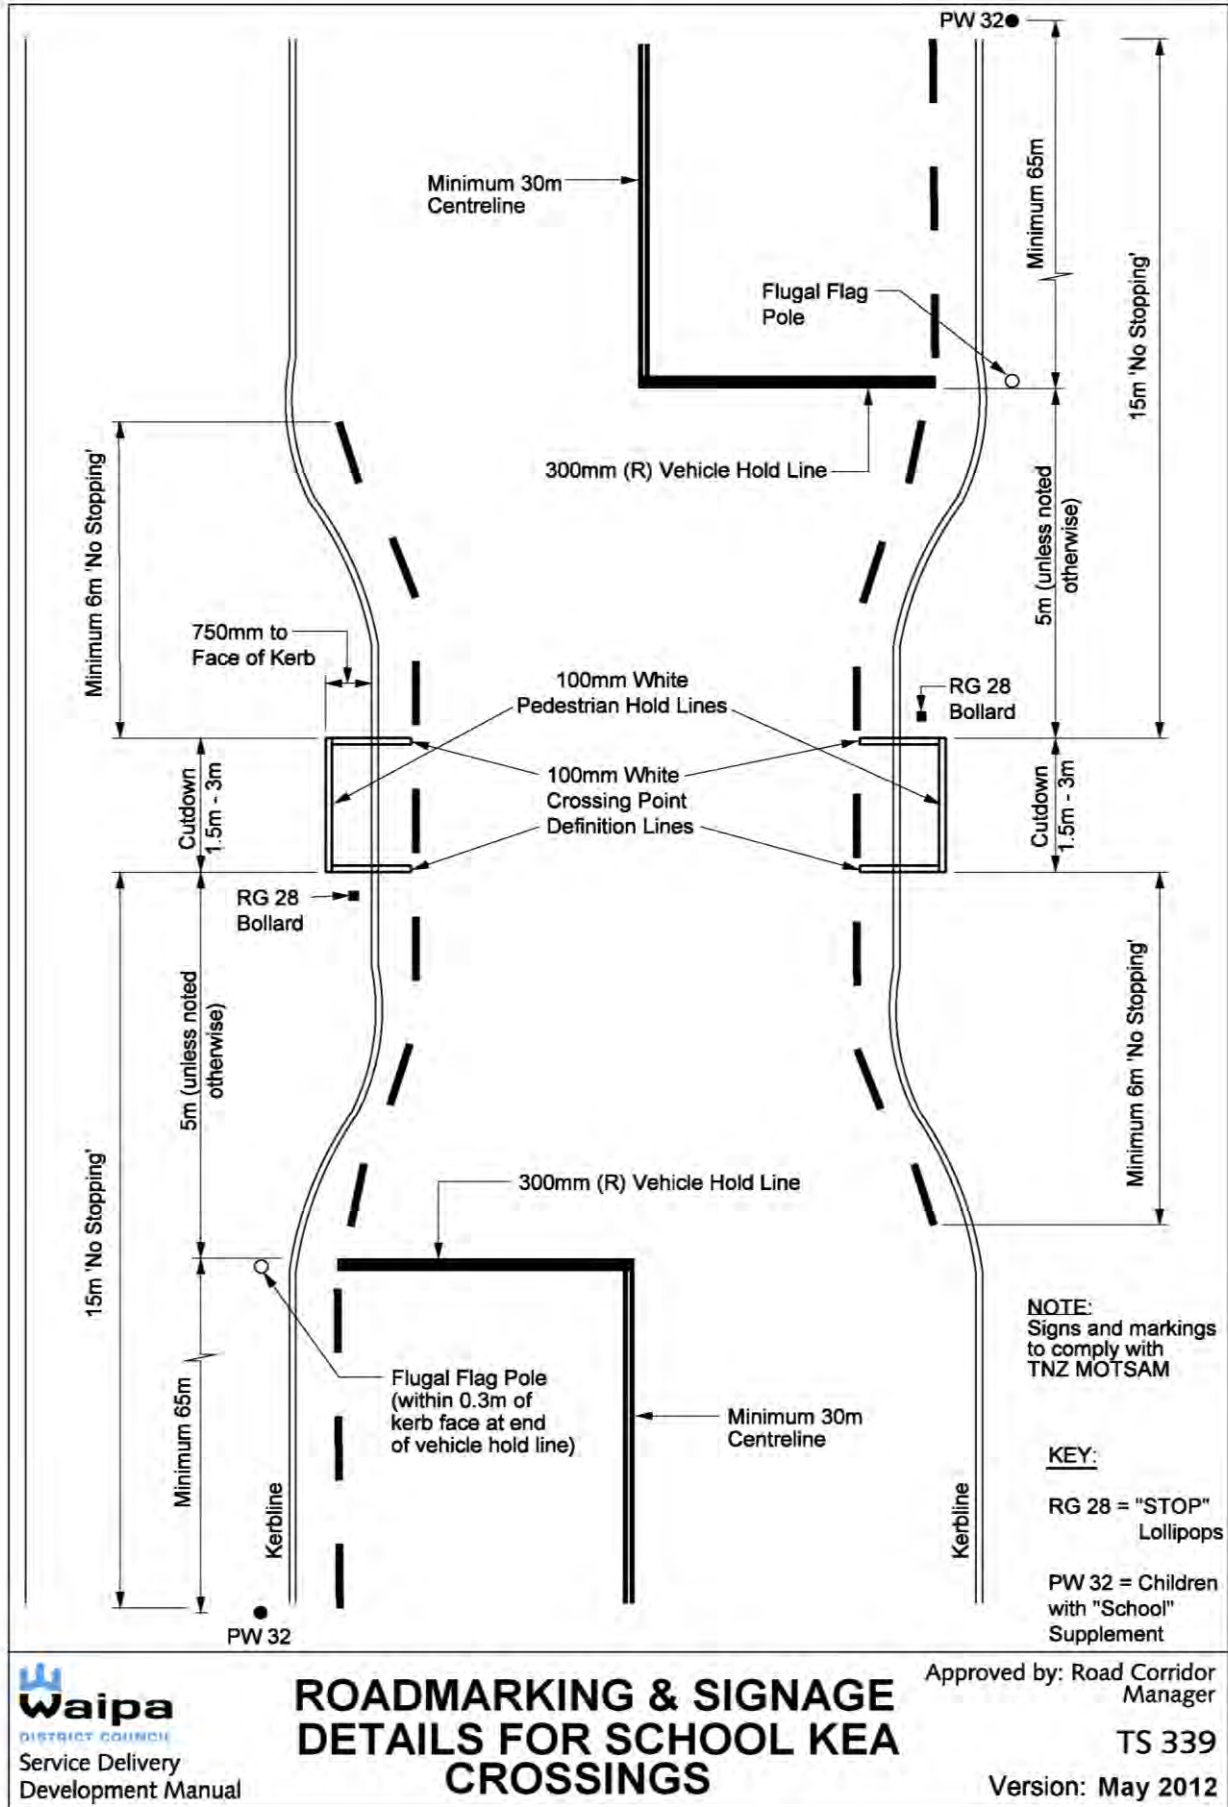 PW 32
Minimum 30m
Centreline
Minimum 65m
15m 'No Stopping'
Flugal Flag
Pole
300mm (R) Vehicle Hold Line
Minimum 6m 'No Stopping'
5m (unless noted
otherwise)
750mm to
Face of Kerb
100mm White
Pedestrian Hold Lines
RG 28
Bollard
Cutdown
1.5m - 3m
100mm White
Crossing Point
Definition Lines
Cutdown
1.5m - 3m
RG 28
Bollard
5m (unless noted
otherwise)
Minimum 6m 'No Stopping'
15m 'No Stopping'
300mm (R) Vehicle Hold Line
Flugal Flag Pole
(within 0.3m of
kerb face at end
of vehicle hold line)
Minimum 30m
Centreline
Minimum 65m
Kerbline
Kerbline
PW 32
NOTE:
Signs and markings
to comply with
TNZ MOTSAM
KEY:
RG 28 = "STOP"
Lollipops
PW 32 = Children
with "School"
Supplement
Waipa
DISTRICT COUNCIL
Service Delivery
Development Manual
ROADMARKING & SIGNAGE
DETAILS FOR SCHOOL KEA
CROSSINGS
Approved by: Road Corridor
Manager
TS 339
Version: May 2012